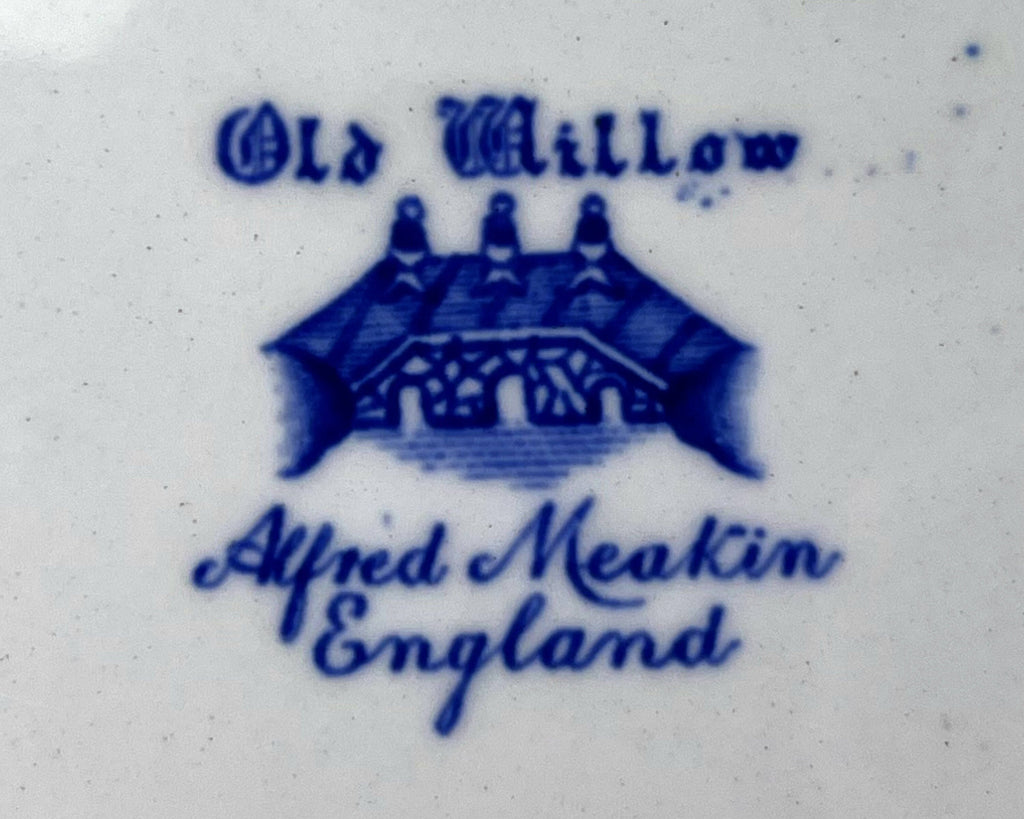 Old Willow
Alfred Meakin
England